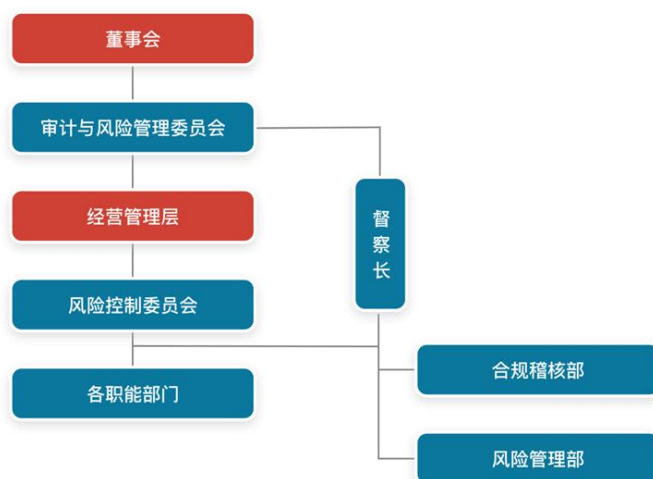 董事会
审计与风险管理委员会
经营管理层
督察长
风险控制委员会
合规稽核部
各职能部门
风险管理部